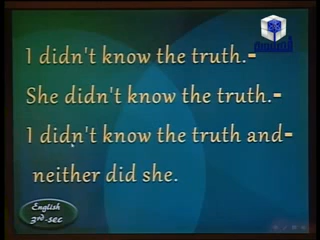 I didn't know the truth.-
She didn't know the truth.-
I didn't know the truth and-
neither did she.
English
3rd-sec